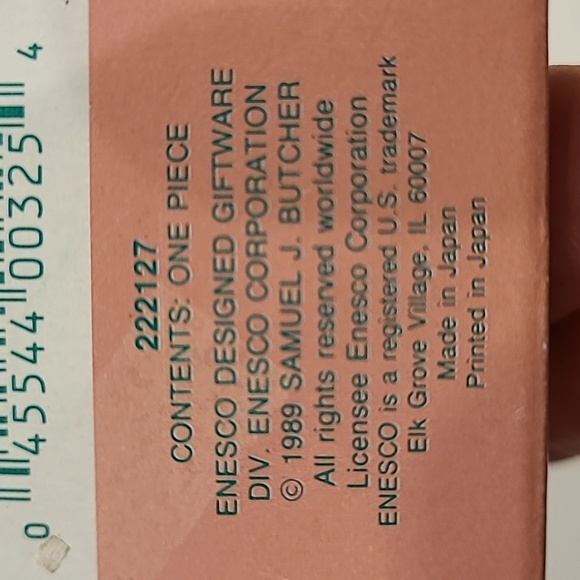 0 45544 00325 4
222127
CONTENTS: ONE PIECE
ENESCO DESIGNED GIFTWARE
DIV. ENESCO CORPORATION
© 1989 SAMUEL J. BUTCHER
All rights reserved worldwide
Licensee Enesco Corporation
ENESCO is a registered U.S. trademark
Elk Grove Village, IL 60007
Made in Japan
Printed in Japan